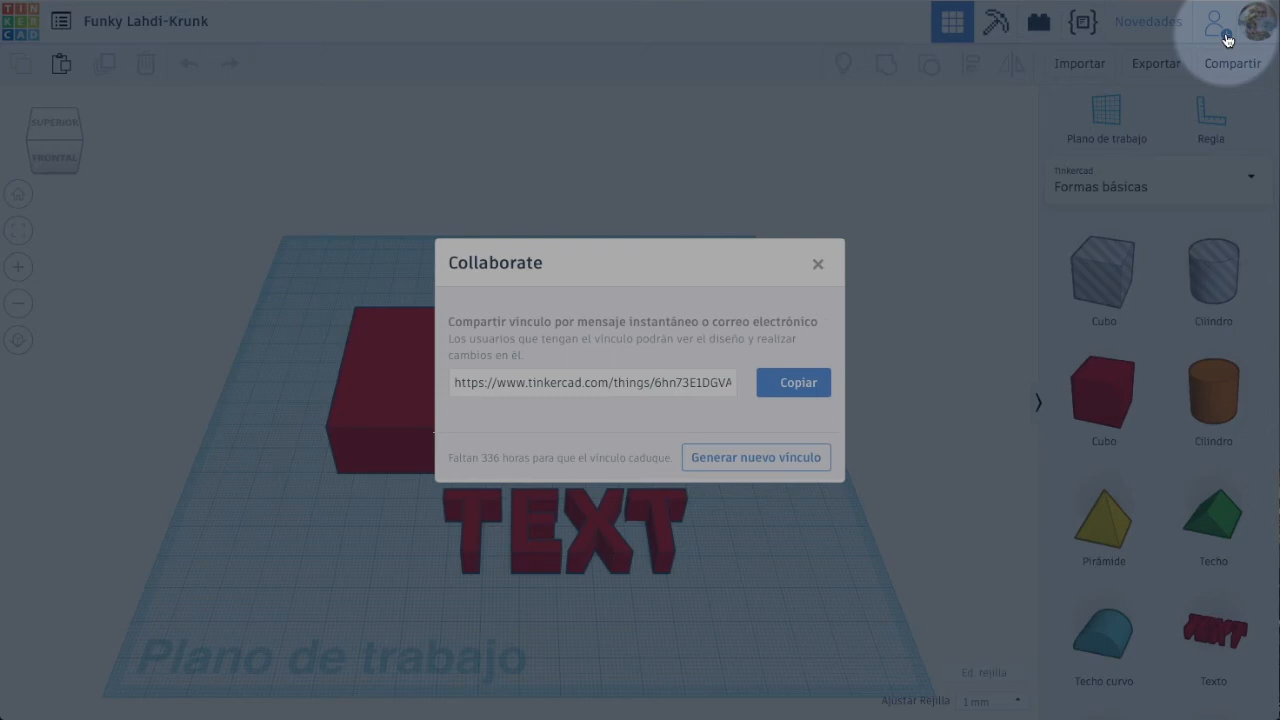 TIN
KER
CAD
Funky Lahdi-Krunk
Novedades
Importar
Exportar
Compartir
SUPERIOR
FRONTAL
Plano de trabajo
Regla
Tinkercad
Formas básicas
Cubo
Cilindro
Cubo
Cilindro
Pirámide
Techo
TEXT
Techo curvo
Texto
Collaborate
Compartir vínculo por mensaje instantáneo o correo electrónico
Los usuarios que tengan el vínculo podrán ver el diseño y realizar
cambios en él.
https://www.tinkercad.com/things/6hn73E1DGVA
Copiar
Faltan 336 horas para que el vínculo caduque.
Generar nuevo vínculo
TEXT
Plano de trabajo
Ed. rejilla
Ajustar Rejilla
1 mm